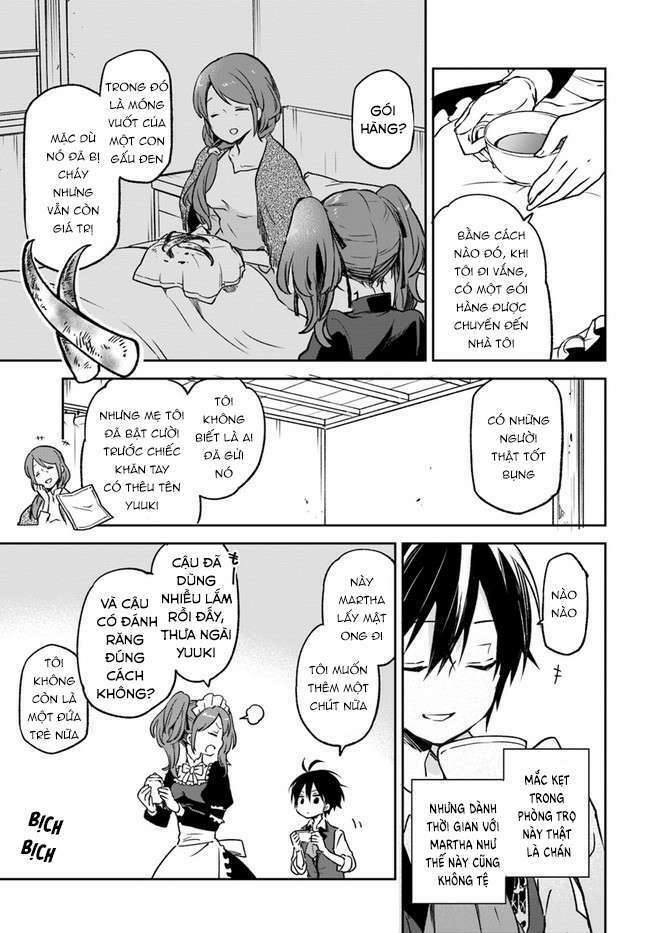 BẰNG CÁCH
NÀO ĐÓ, KHI
TÔI ĐI VẮNG,
CÓ MỘT GÓI
HÀNG ĐƯỢC
CHUYỂN ĐẾN
NHÀ TÔI
GÓI
HÀNG?
TRONG ĐÓ
LÀ MÓNG
VUỐT CỦA
MỘT CON
GẤU ĐEN
MẶC DÙ
NÓ ĐÃ BỊ
CHÁY
NHƯNG
VẪN CÒN
GIÁ TRỊ
CÓ NHỮNG
NGƯỜI
THẬT TỐT
BỤNG
TÔI
KHÔNG
BIẾT LÀ AI
ĐÃ GỬI
NÓ
NHƯNG MẸ TÔI
ĐÃ BẬT CƯỜI
TRƯỚC CHIẾC
KHĂN TAY
CÓ THÊU TÊN
YUUKI
NÀO
NÀO
MẮC KẸT
TRONG
PHÒNG TRỌ
NÀY THẬT
LÀ CHÁN
NHƯNG DÀNH
THỜI GIAN VỚI
MARTHA NHƯ
THẾ NÀY CŨNG
KHÔNG TỆ
NÀY
MARTHA
LẤY MẬT
ONG ĐI
TÔI MUỐN
THÊM MỘT
CHÚT NỮA
CẬU ĐÃ
DÙNG
NHIỀU LẮM
RỒI ĐẤY,
THƯA NGÀI
YUUKI
VÀ CẬU
CÓ ĐÁNH
RĂNG
ĐÚNG
CÁCH
KHÔNG?
TÔI
KHÔNG
CÒN LÀ
MỘT ĐỨA
TRẺ NỮA
BỊCH
BỊCH